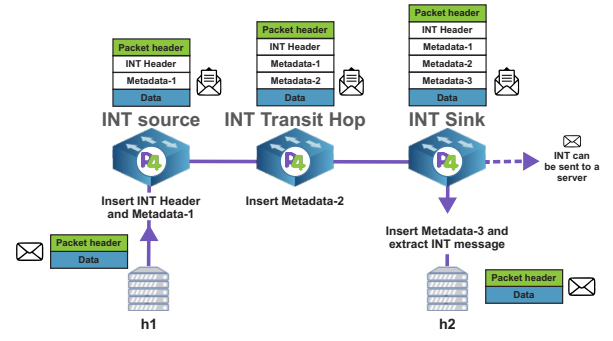 Packet header
INT Header
Metadata-1
Data
Packet header
INT Header
Metadata-1
Metadata-2
Data
Packet header
INT Header
Metadata-1
Metadata-2
Metadata-3
Data
INT source
INT Transit Hop
INT Sink
P4
P4
P4
INT can
be sent to a
server
Insert INT Header
and Metadata-1
Insert Metadata-2
Insert Metadata-3 and
extract INT message
Packet header
Data
h1
Packet header
Data
h2